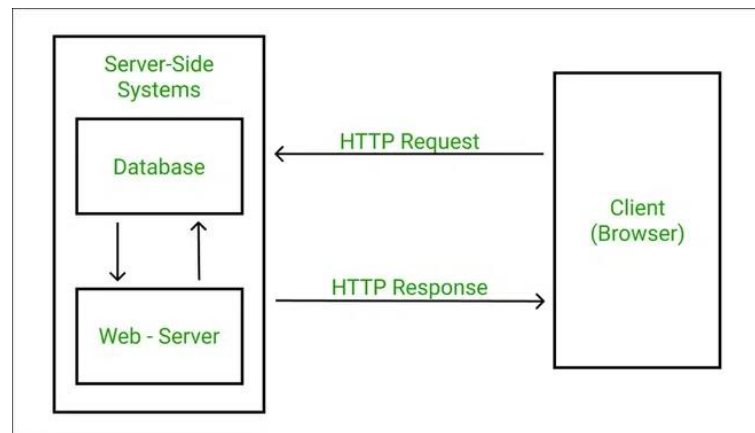 Server-Side
Systems
Database
Web - Server
HTTP Request
HTTP Response
Client
(Browser)